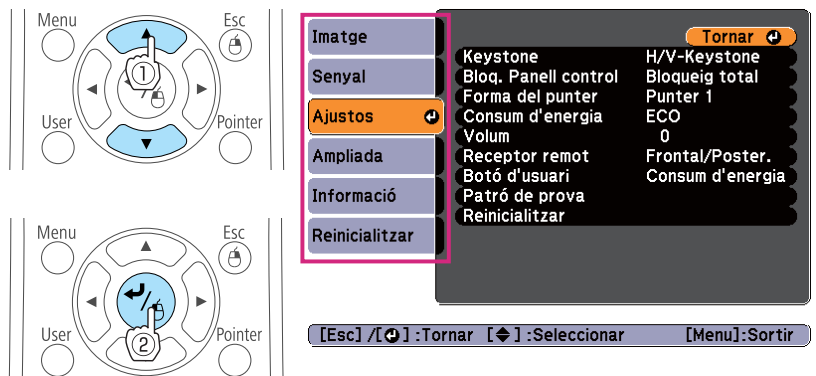 Menu
Esc
①
User
Pointer
Menu
Esc
User
②
Pointer
Imatge
Senyal
Ajustos
Ampliada
Informació
Reinicialitzar
Tornar
Keystone H/V-Keystone
Bloq. Panell control Bloqueig total
Forma del punter Punter 1
Consum d'energia ECO
Volum 0
Receptor remot Frontal/Poster.
Botó d'usuari Consum d'energia
Patró de prova
Reinicialitzar
[Esc] /[ ] :Tornar [ ] :Seleccionar [Menu]:Sortir